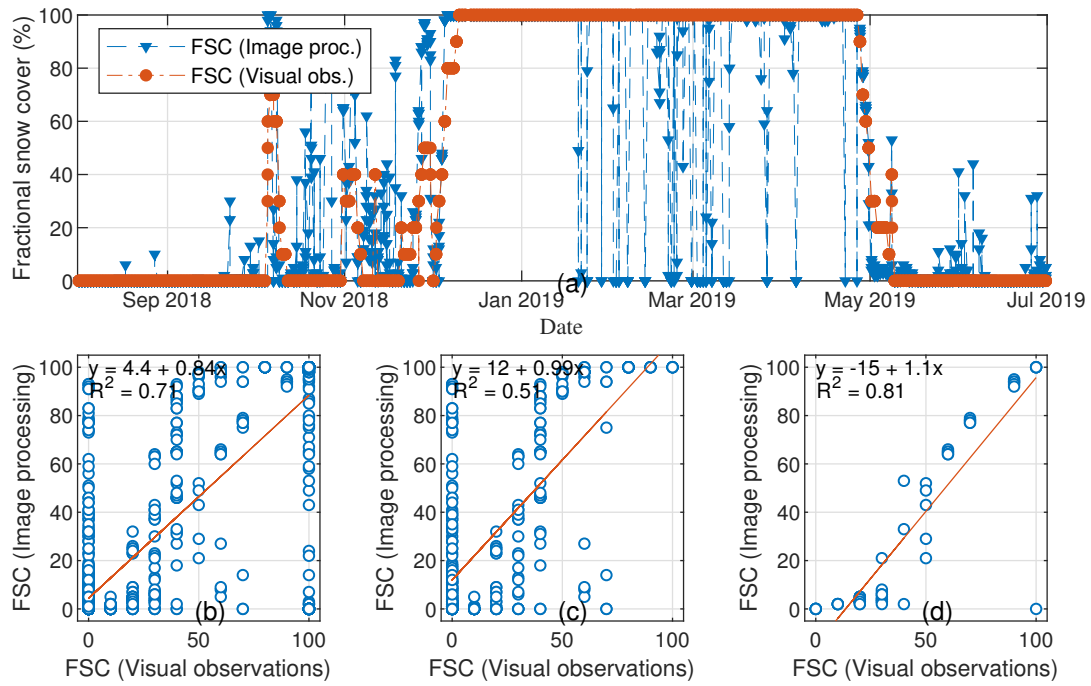 Fractional snow cover (%)
100
80
60
40
20
0
FSC (Image proc.)
FSC (Visual obs.)
Sep 2018
Nov 2018
Jan 2019
Mar 2019
May 2019
Jul 2019
(a)
Date
FSC (Image processing)
100
80
60
40
20
0
y = 4.4 + 0.84x
R² = 0.71
(b)
0
50
100
FSC (Visual observations)
FSC (Image processing)
100
80
60
40
20
0
y = 12 + 0.99x
R² = 0.51
(c)
0
50
100
FSC (Visual observations)
FSC (Image processing)
100
80
60
40
20
0
y = -15 + 1.1x
R² = 0.81
(d)
0
50
100
FSC (Visual observations)